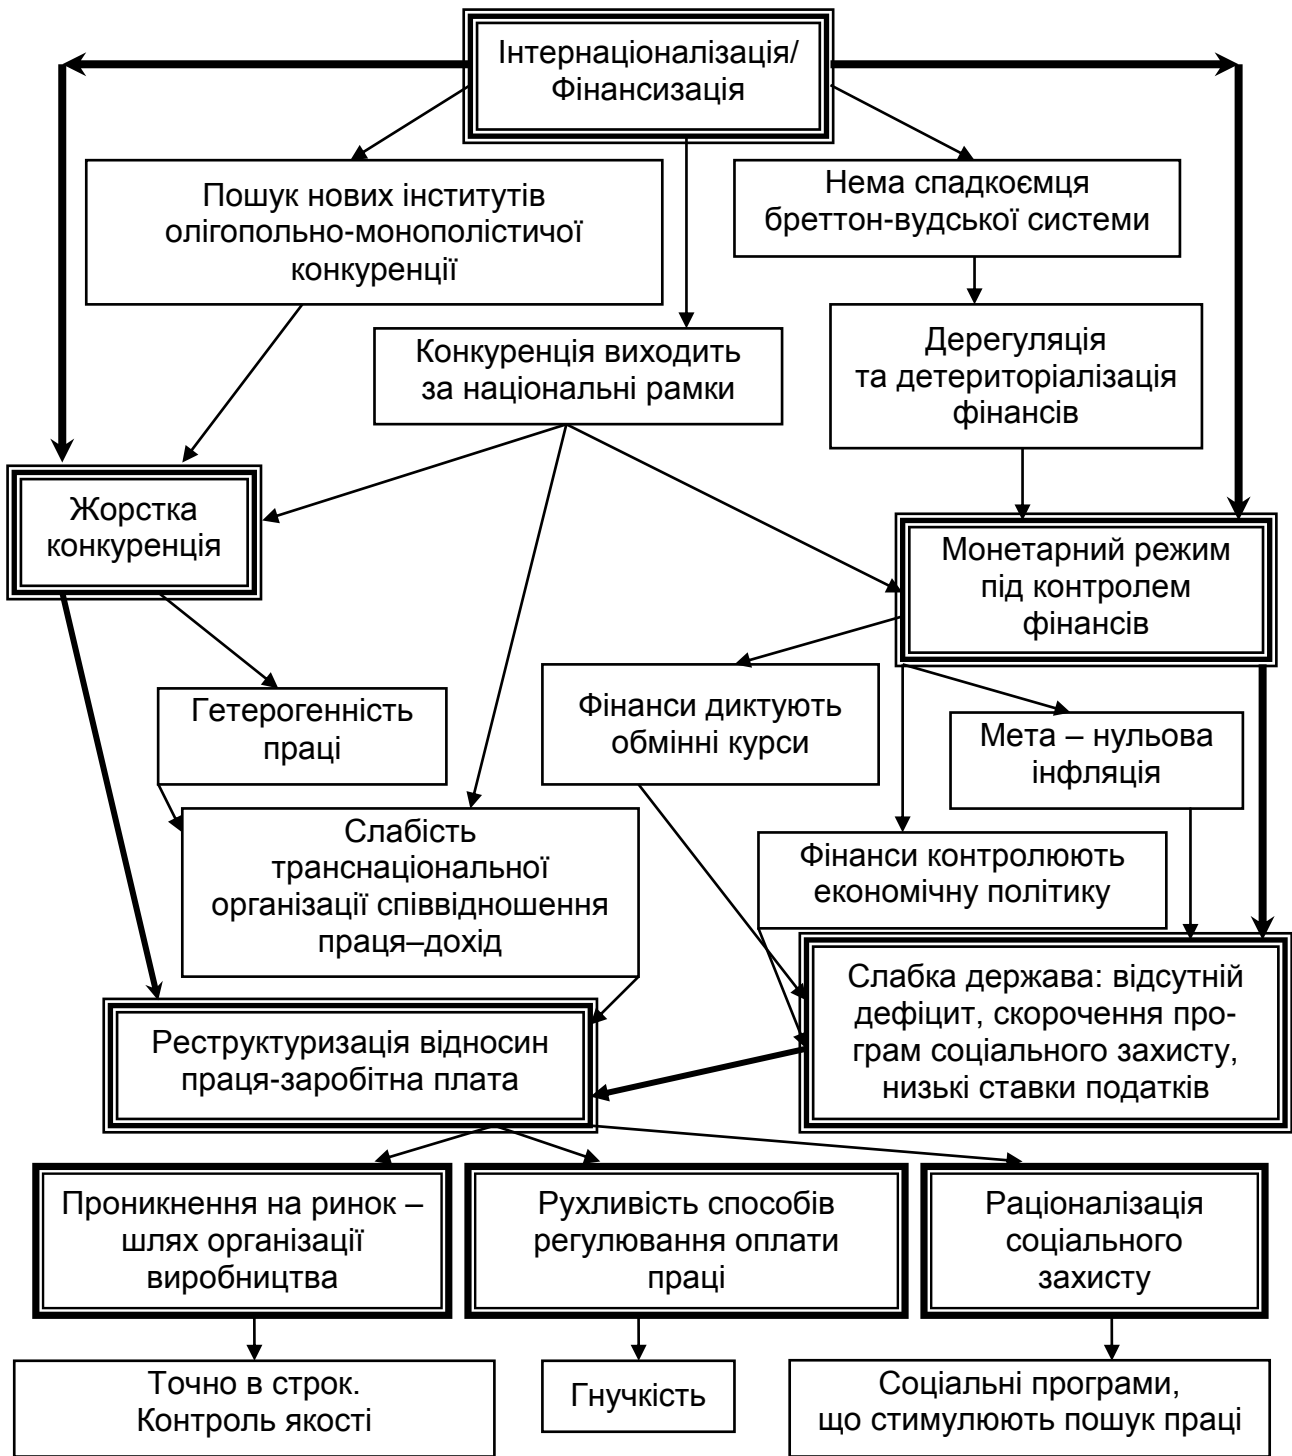 Інтернаціоналізація/
Фінансизація
Пошук нових інститутів
олігопольно-монополістичої
конкуренції
Нема спадкоємця
бреттон-вудської системи
Конкуренція виходить
за національні рамки
Дерегуляція
та детериторіалізація
фінансів
Жорстка
конкуренція
Монетарний режим
під контролем
фінансів
Гетерогенність
праці
Фінанси диктують
обмінні курси
Мета – нульова
інфляція
Слабість
транснаціональної
організації співвідношення
праця–дохід
Фінанси контролюють
економічну політику
Слабка держава: відсутній
дефіцит, скорочення про-
грам соціального захисту,
низькі ставки податків
Реструктуризація відносин
праця-заробітна плата
Проникнення на ринок –
шлях організації
виробництва
Рухливість способів
регулювання оплати
праці
Раціоналізація
соціального
захисту
Точно в строк.
Контроль якості
Гнучкість
Соціальні програми,
що стимулюють пошук праці